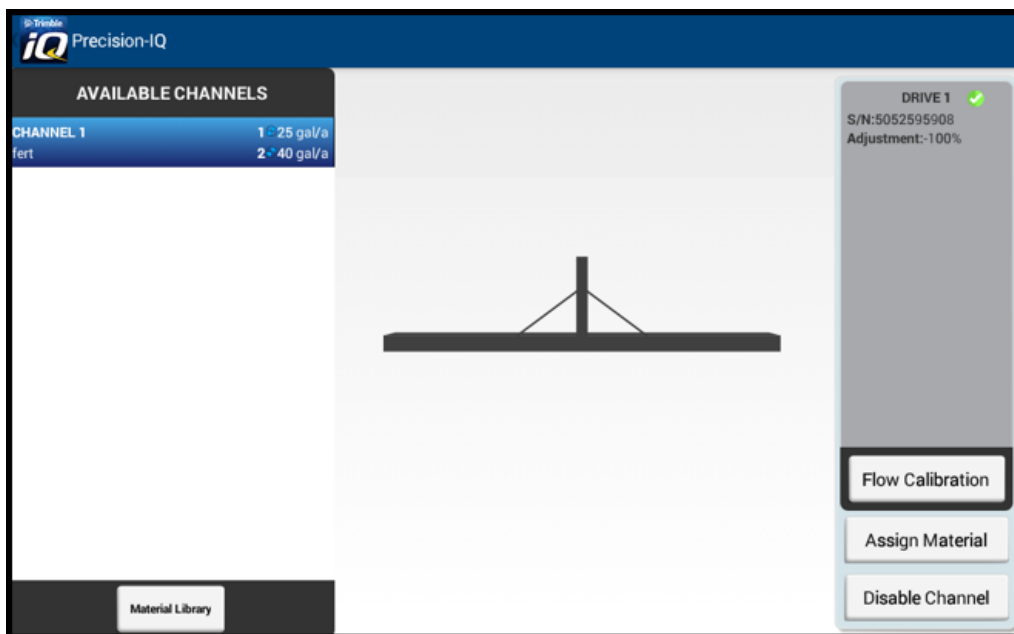 Trimble
iQ Precision-IQ
AVAILABLE CHANNELS
CHANNEL 1 1 25 gal/a
fert 2 40 gal/a
DRIVE 1
S/N:5052595908
Adjustment:-100%
Flow Calibration
Assign Material
Disable Channel
Material Library